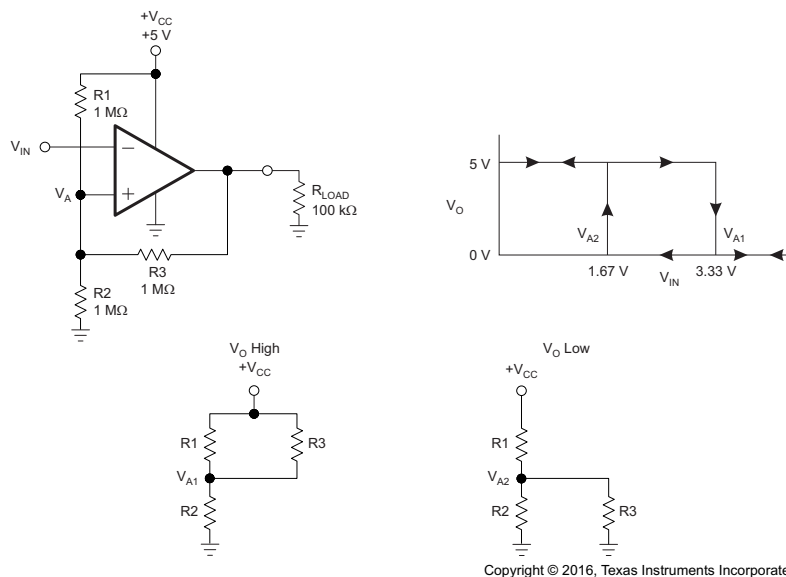 +VCC
+5 V
R1
1 MΩ
VIN
−
+
VA
RLOAD
100 kΩ
R3
1 MΩ
R2
1 MΩ
5 V
VO
VA2
VA1
0 V
1.67 V
VIN
3.33 V
VO High
+VCC
R1
R3
VA1
R2
VO Low
+VCC
R1
VA2
R2
R3
Copyright © 2016, Texas Instruments Incorporate